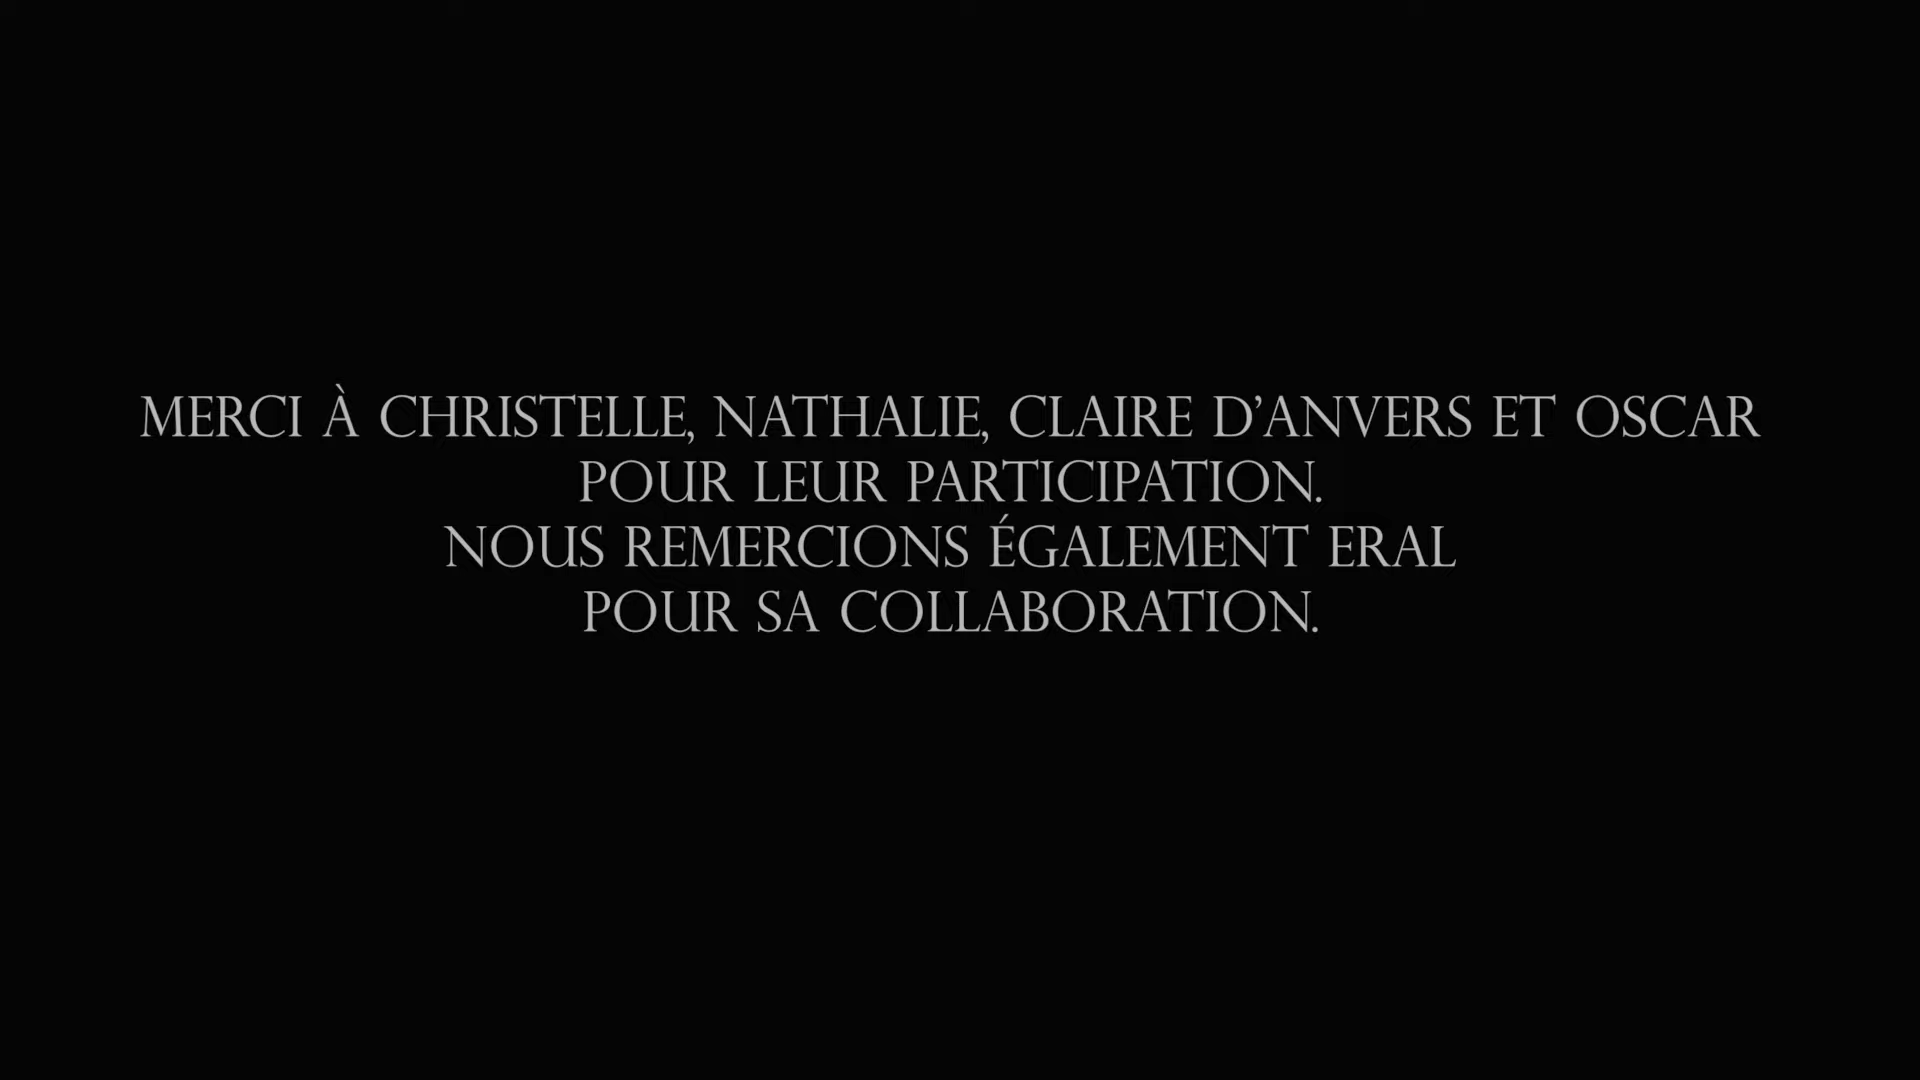 MERCI À CHRISTELLE, NATHALIE, CLAIRE D'ANVERS ET OSCAR
POUR LEUR PARTICIPATION.
NOUS REMERCIONS ÉGALEMENT ERAL
POUR SA COLLABORATION.